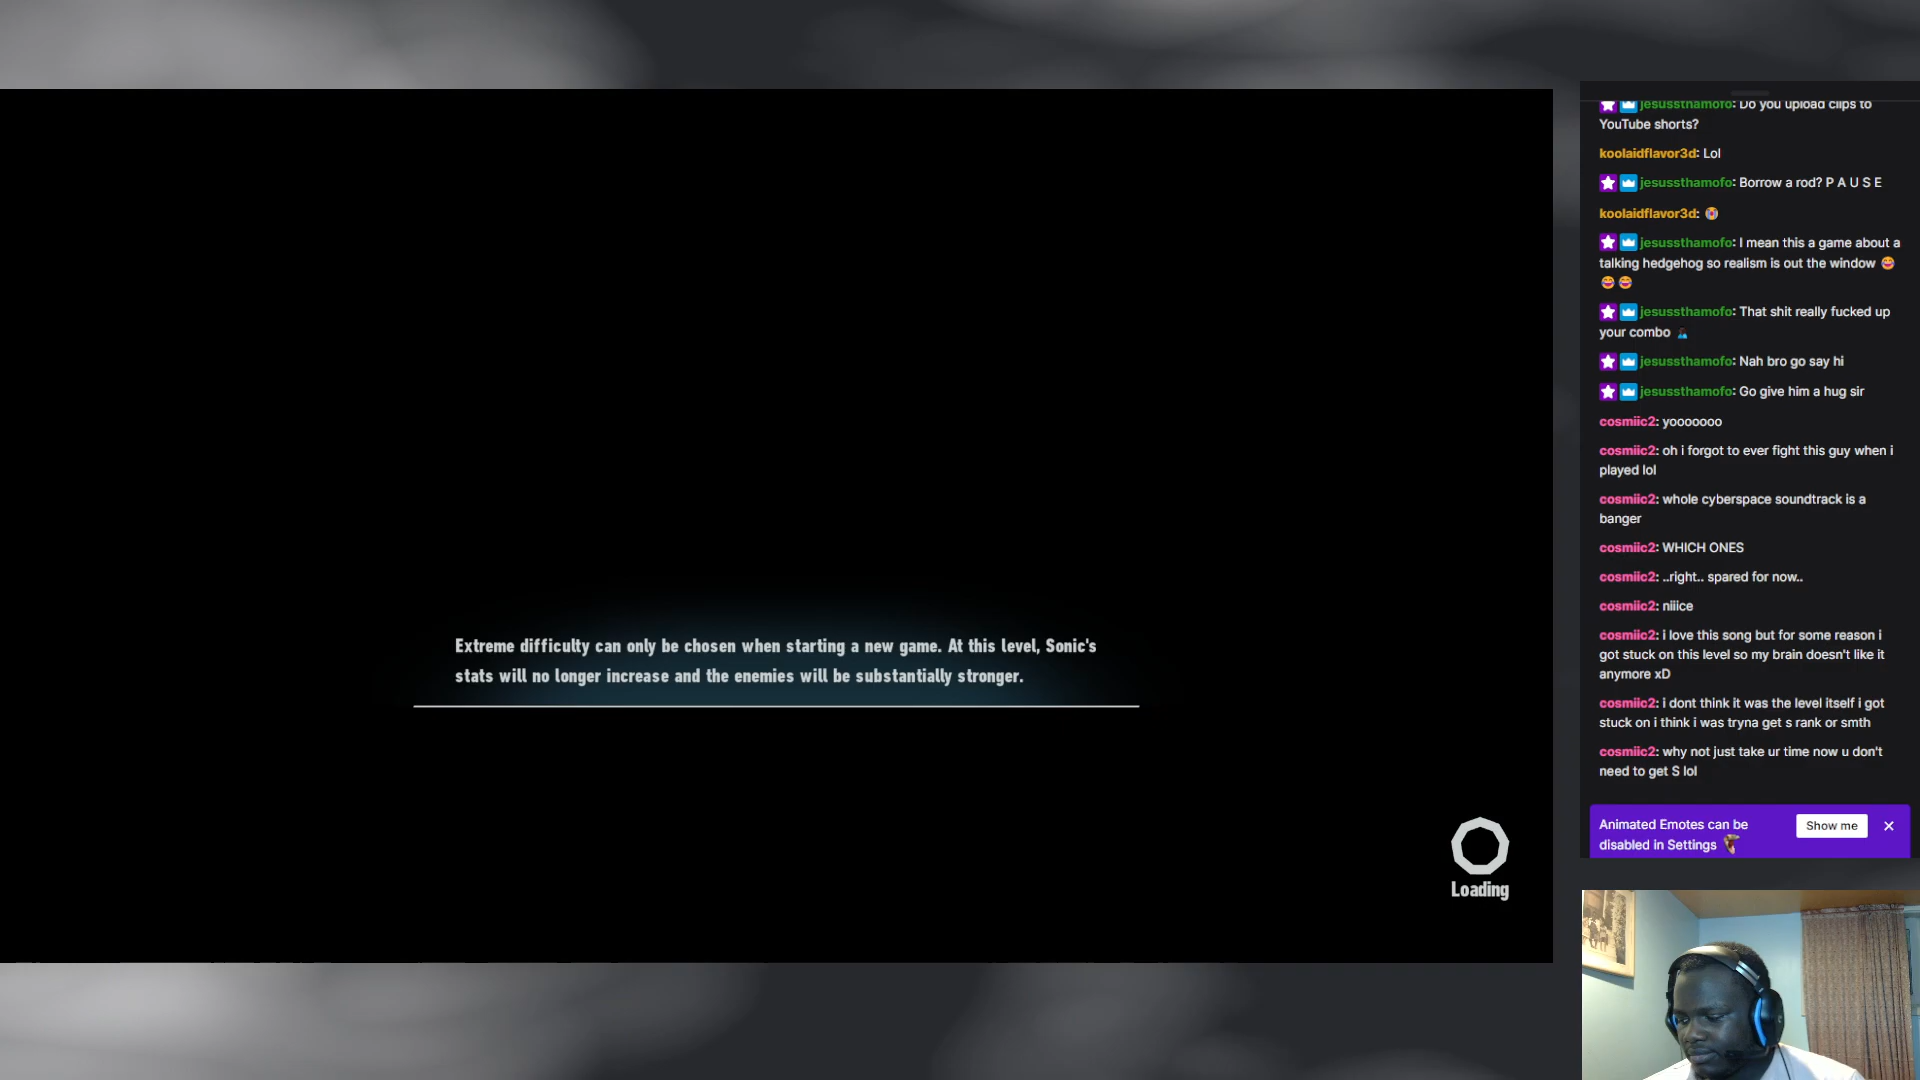 Extreme difficulty can only be chosen when starting a new game. At this level, Sonic's
stats will no longer increase and the enemies will be substantially stronger.
Loading
jesussthamofo: Do you upload clips to
YouTube shorts?
koolaidflavor3d: Lol
jesussthamofo: Borrow a rod? P A U S E
koolaidflavor3d:
jesussthamofo: I mean this a game about a
talking hedgehog so realism is out the window
jesussthamofo: That shit really fucked up
your combo
jesussthamofo: Nah bro go say hi
jesussthamofo: Go give him a hug sir
cosmiic2: yooooooo
cosmiic2: oh i forgot to ever fight this guy when i
played lol
cosmiic2: whole cyberspace soundtrack is a
banger
cosmiic2: WHICH ONES
cosmiic2: ..right.. spared for now..
cosmiic2: niiice
cosmiic2: i love this song but for some reason i
got stuck on this level so my brain doesn't like it
anymore xD
cosmiic2: i dont think it was the level itself i got
stuck on i think i was tryna get s rank or smth
cosmiic2: why not just take ur time now u don't
need to get S lol
Animated Emotes can be
disabled in Settings
Show me